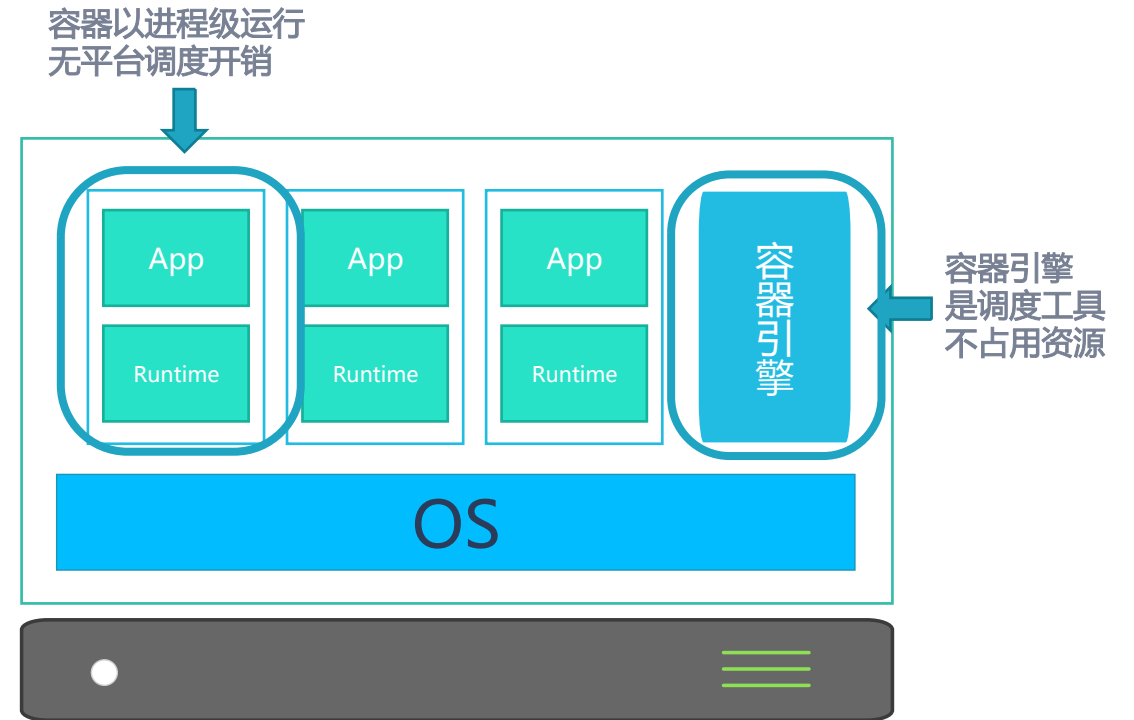 容器以进程级运行
无平台调度开销
App
App
App
Runtime
Runtime
Runtime
容器引擎
容器引擎
是调度工具
不占用资源
OS